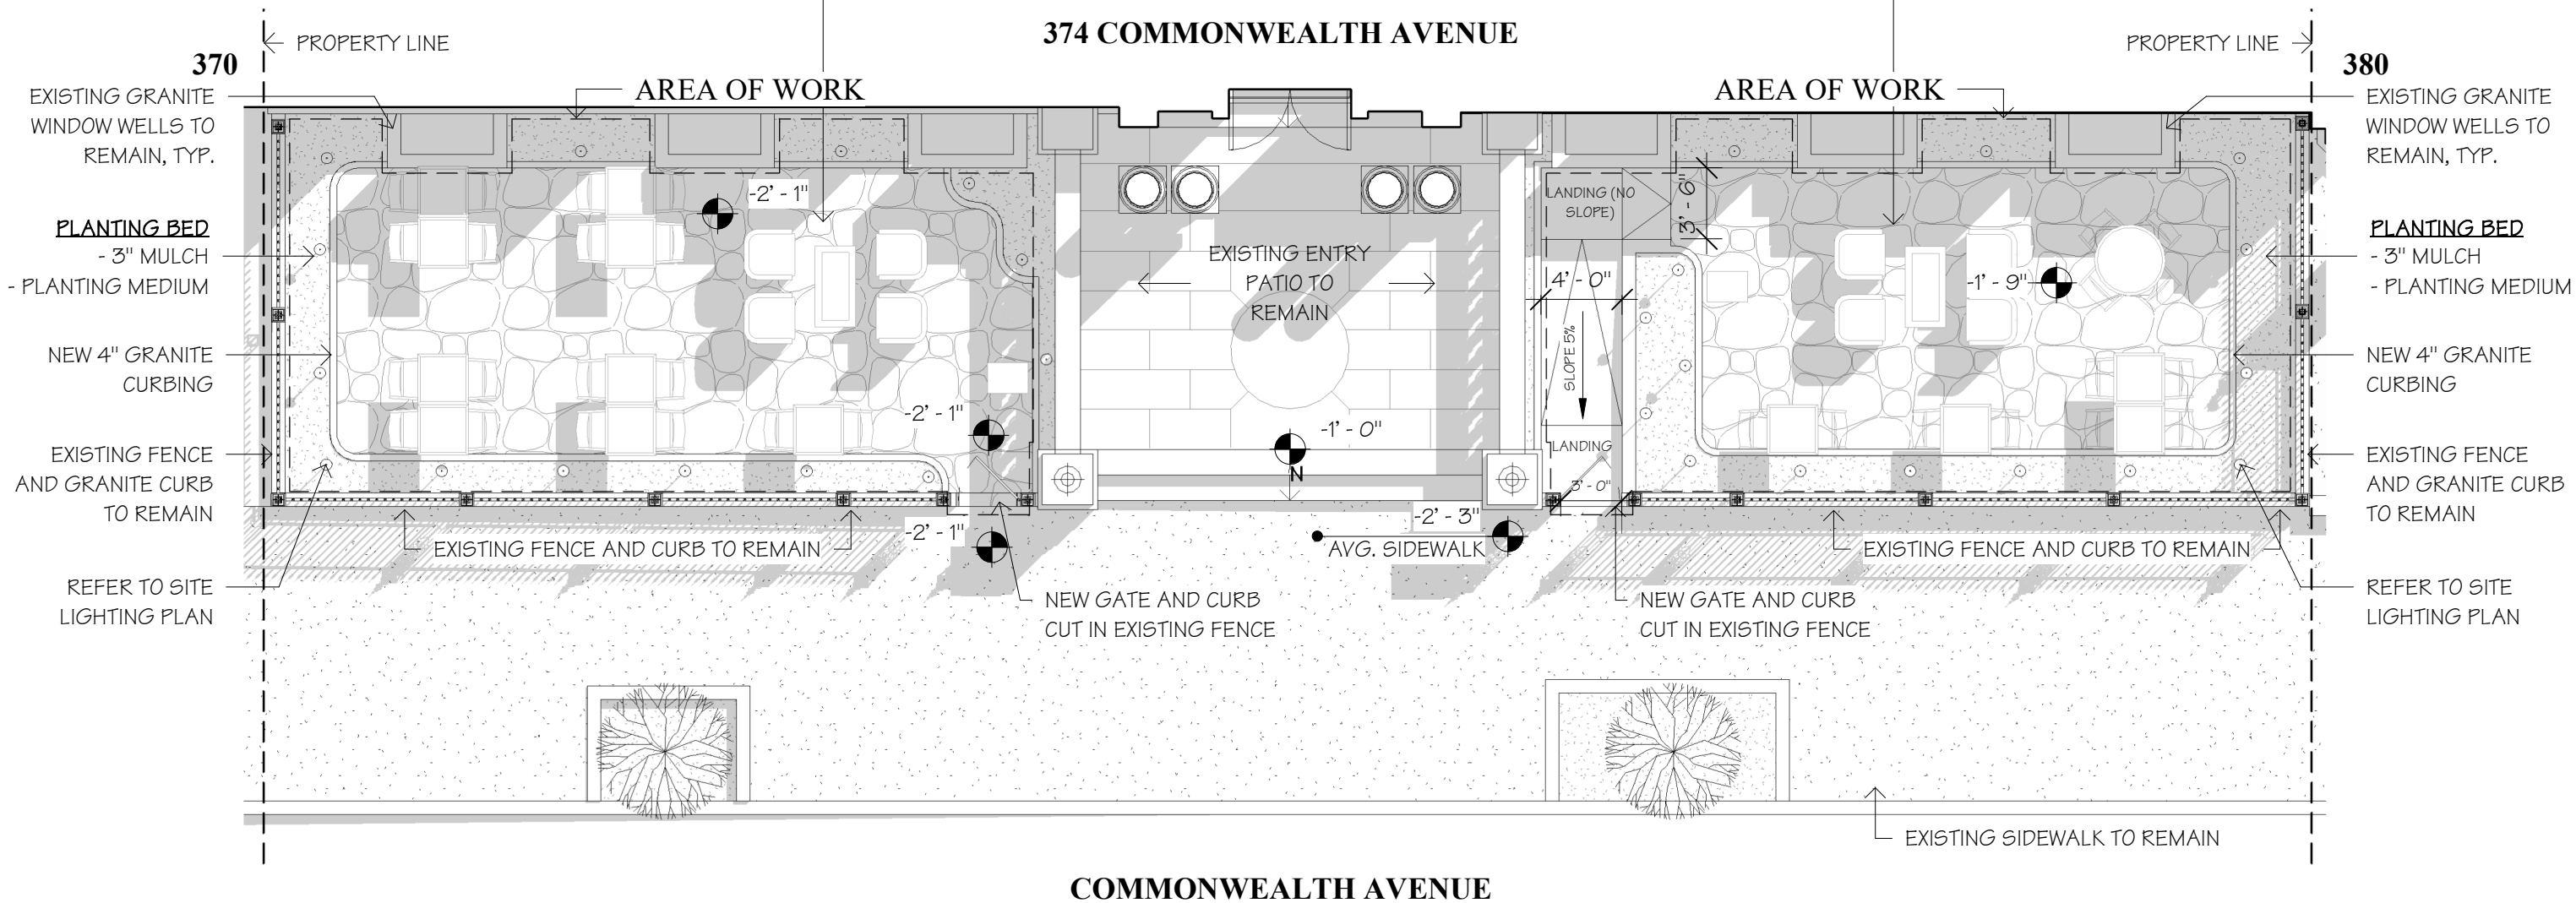 374 COMMONWEALTH AVENUE
PROPERTY LINE
PROPERTY LINE
370
380
AREA OF WORK
AREA OF WORK
EXISTING GRANITE
WINDOW WELLS TO
REMAIN, TYP.
PLANTING BED
- 3" MULCH
- PLANTING MEDIUM
NEW 4" GRANITE
CURBING
EXISTING FENCE
AND GRANITE CURB
TO REMAIN
REFER TO SITE
LIGHTING PLAN
-2' - 1"
-2' - 1"
-2' - 1"
EXISTING FENCE AND CURB TO REMAIN
NEW GATE AND CURB
CUT IN EXISTING FENCE
EXISTING ENTRY
PATIO TO
REMAIN
-1' - 0"
N
-2' - 3"
AVG. SIDEWALK
LANDING (NO
SLOPE)
3' - 6"
4' - 0"
SLOPE 5%
LANDING
3' - 0"
-1' - 9"
NEW GATE AND CURB
CUT IN EXISTING FENCE
EXISTING FENCE AND CURB TO REMAIN
EXISTING GRANITE
WINDOW WELLS TO
REMAIN, TYP.
PLANTING BED
- 3" MULCH
- PLANTING MEDIUM
NEW 4" GRANITE
CURBING
EXISTING FENCE
AND GRANITE CURB
TO REMAIN
REFER TO SITE
LIGHTING PLAN
EXISTING SIDEWALK TO REMAIN
COMMONWEALTH AVENUE